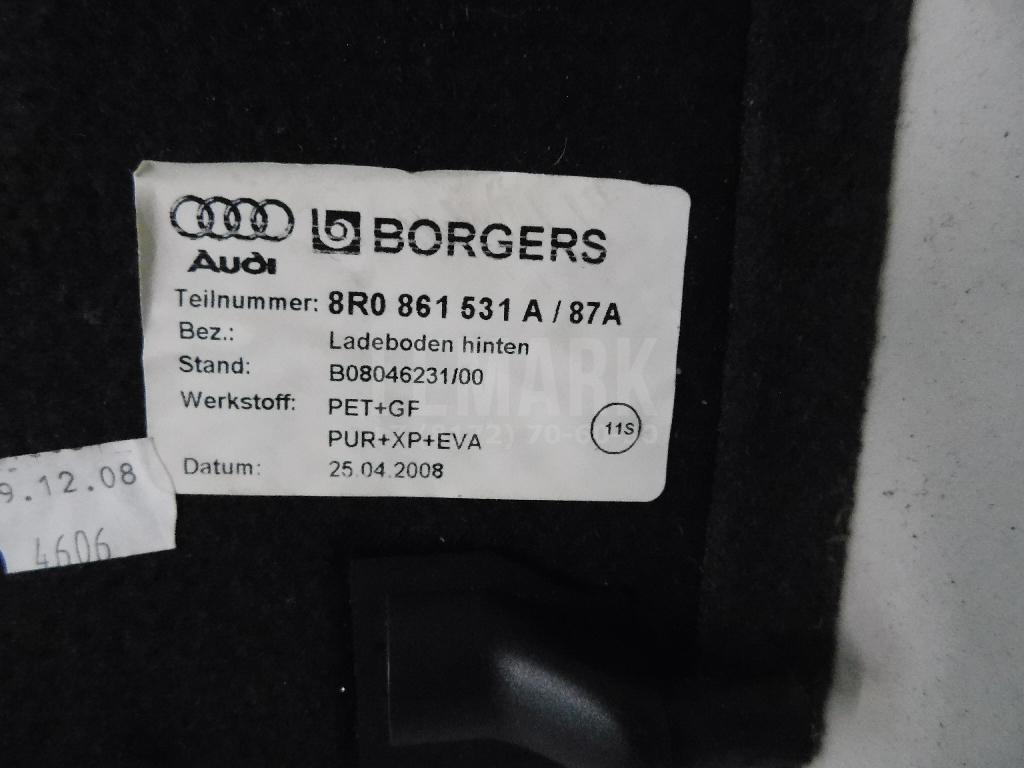 Audi BORGERS
Teilnummer: 8R0 861 531 A / 87A
Bez.: Ladeboden hinten
Stand: B08046231/00
Werkstoff: PET+GF
PUR+XP+EVA
11S
Datum: 25.04.2008
9.12.08
4606